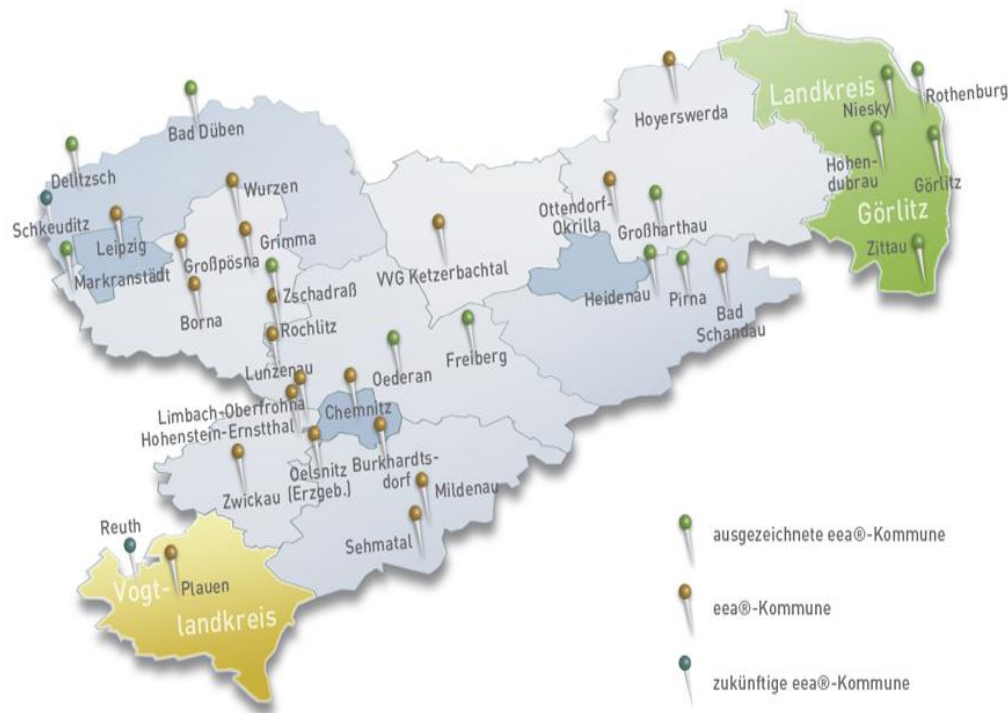 Bad Düben
Delitzsch
Schkeuditz
Leipzig
Markranstädt
Wurzen
Grimma
Großpösna
Borna
Zschadraß
Rochlitz
Lunzenau
VVG Ketzerbachtal
Hoyerswerda
Ottendorf-
Okrilla
Großharthau
Heidenau
Pirna
Bad
Schandau
Landkreis
Görlitz
Niesky
Rothenburg
Hohen-
dubrau
Görlitz
Zittau
Freiberg
Oederan
Limbach-Oberfrohna
Hohenstein-Ernstthal
Chemnitz
Zwickau
Oelsnitz
(Erzgeb.)
Burkhardts-
dorf
Mildenau
Sehmatal
Reuth
Vogt-
landkreis
Plauen
ausgezeichnete eea®-Kommune
eea®-Kommune
zukünftige eea®-Kommune